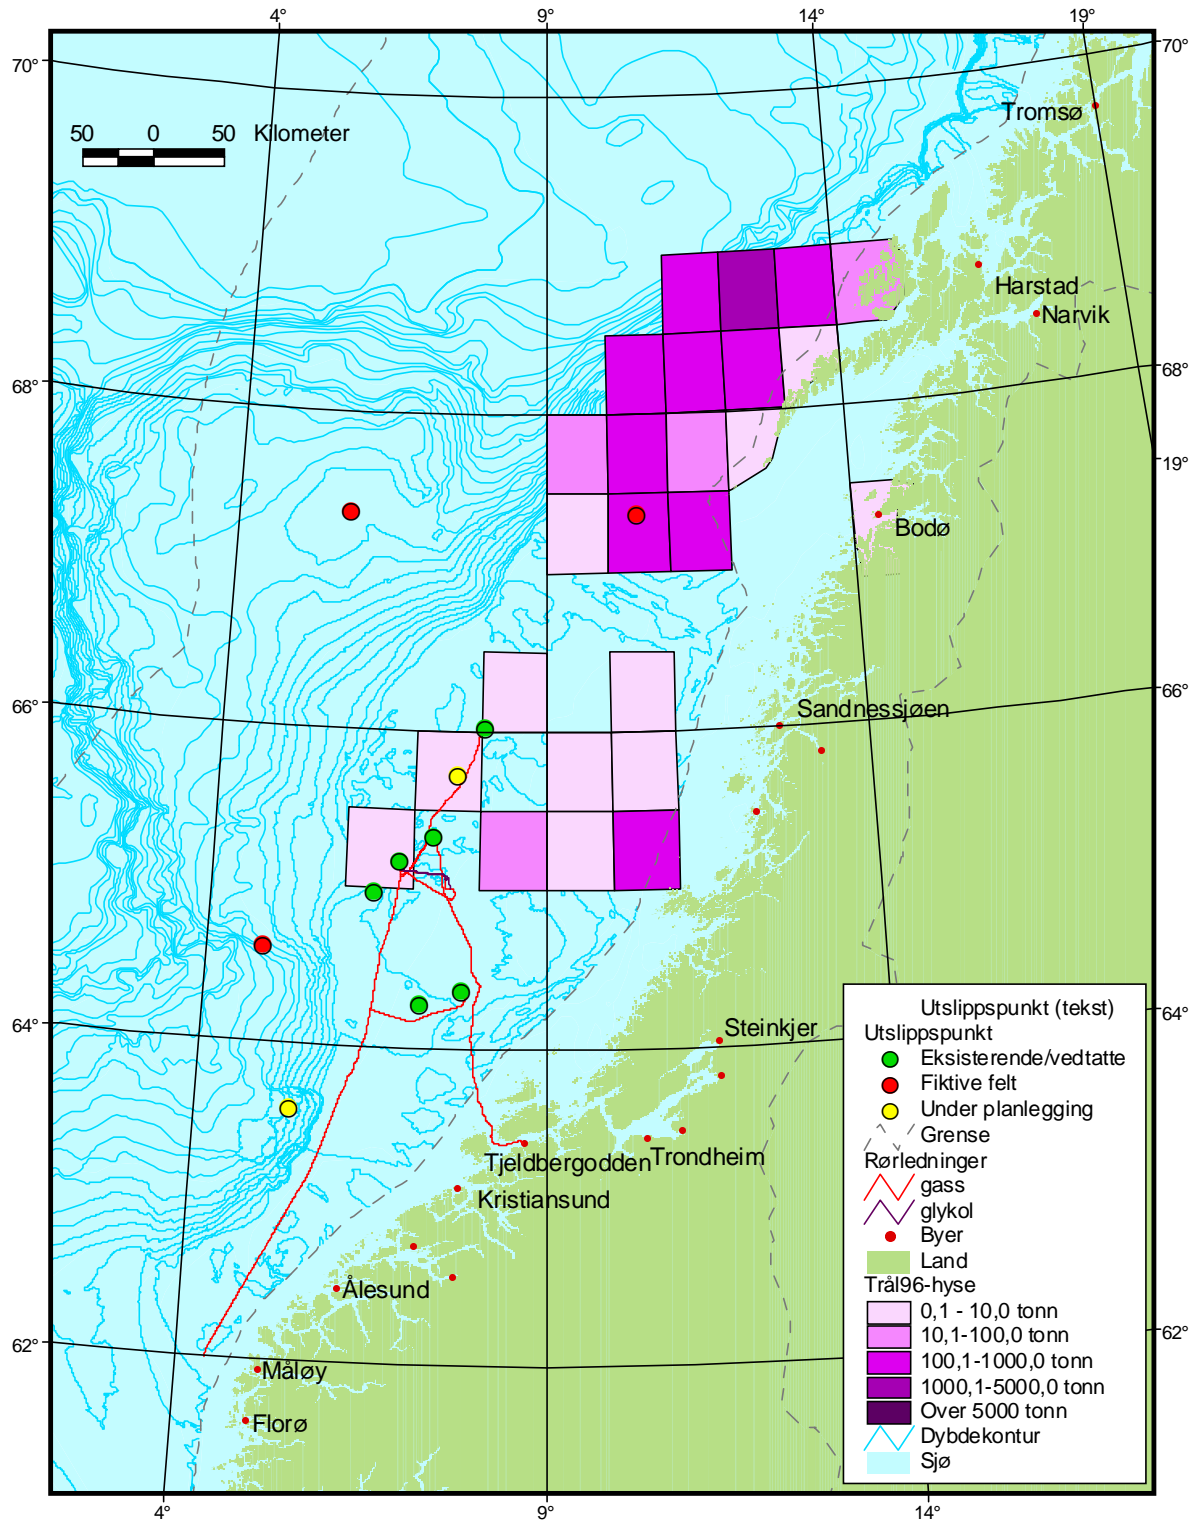 4° 9° 14° 19°
70° 70°
50 0 50 Kilometer
Tromsø
Harstad
Narvik
68° 68°
19°
Bodø
66° 66°
Sandnessjøen
64° 64°
Steinkjer
Tjeldbergodden Trondheim
Kristiansund
Ålesund
62° 62°
Måløy
Florø
Utslippspunkt (tekst)
Utslippspunkt
Eksisterende/vedtatte
Fiktive felt
Under planlegging
Grense
Rørledninger
gass
glykol
Byer
Land
Trål96-hyse
0,1 - 10,0 tonn
10,1-100,0 tonn
100,1-1000,0 tonn
1000,1-5000,0 tonn
Over 5000 tonn
Dybdekontur
Sjø
4° 9° 14°